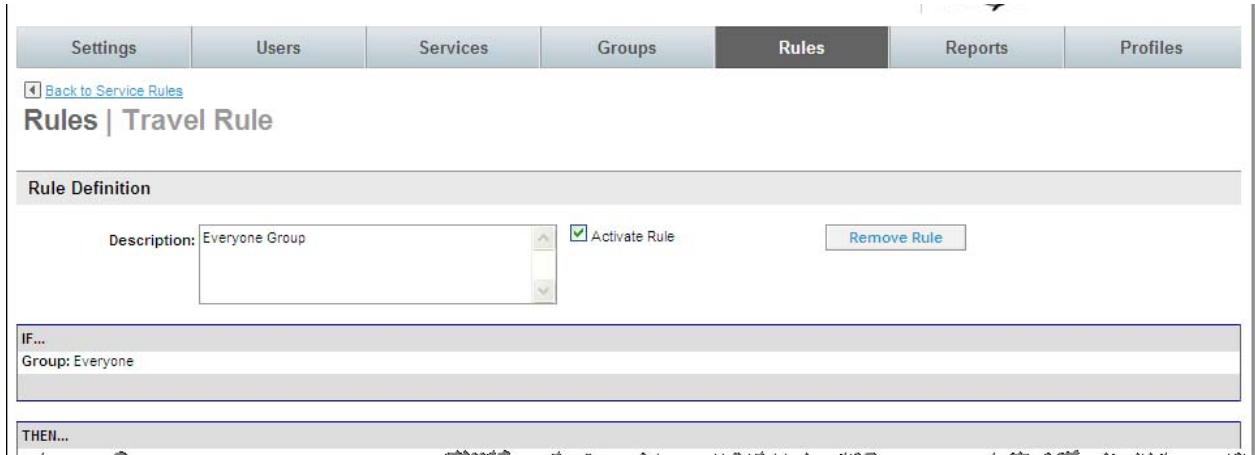 Settings Users Services Groups Rules Reports Profiles
Back to Service Rules
Rules | Travel Rule
Rule Definition
Description: Everyone Group Activate Rule Remove Rule
IF...
Group: Everyone
THEN...